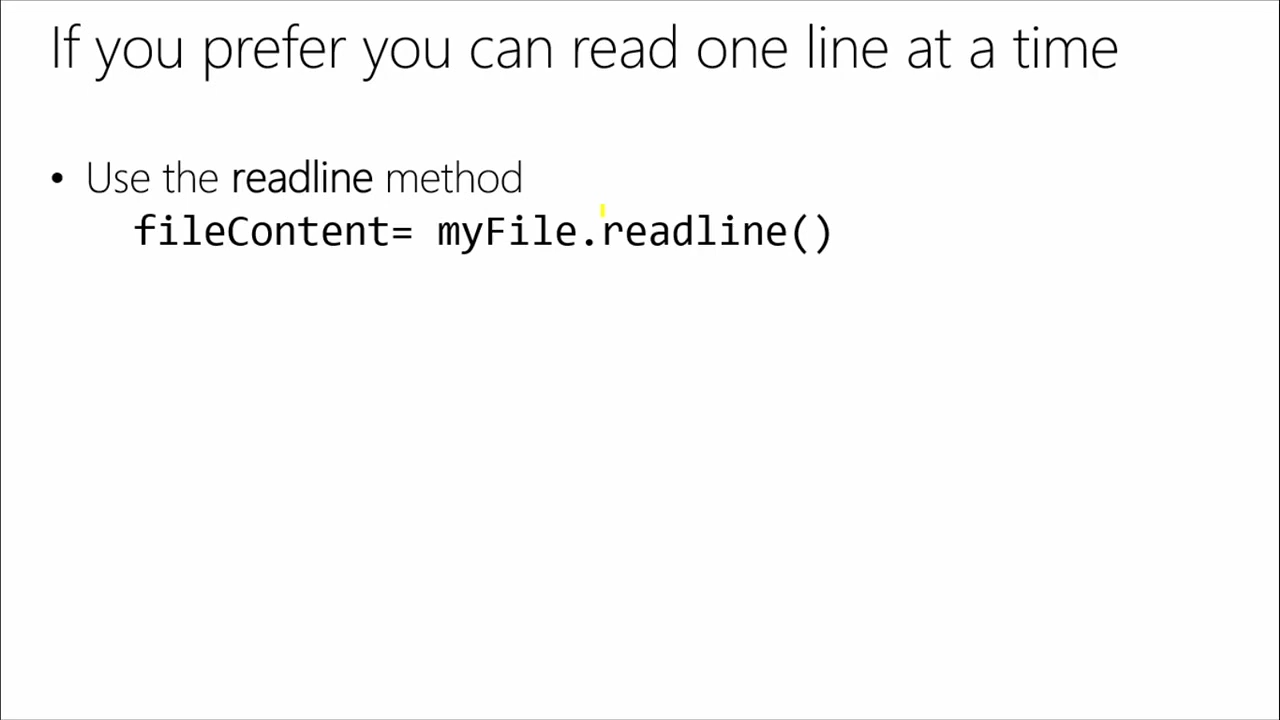 If you prefer you can read one line at a time
• Use the readline method
fileContent= myFile.readline()